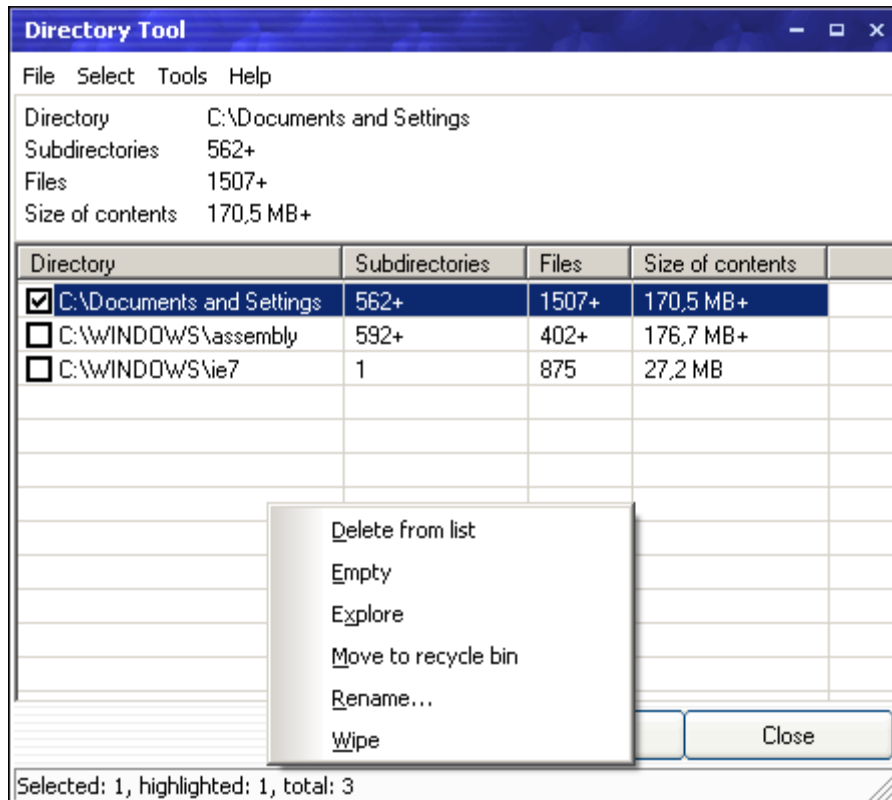 Directory Tool
File Select Tools Help
Directory C:\Documents and Settings
Subdirectories 562+
Files 1507+
Size of contents 170,5 MB+
Directory Subdirectories Files Size of contents
C:\Documents and Settings 562+ 1507+ 170,5 MB+
C:\WINDOWS\assembly 592+ 402+ 176,7 MB+
C:\WINDOWS\ie7 1 875 27,2 MB
Delete from list
Empty
Explore
Move to recycle bin
Rename...
Wipe
Close
Selected: 1, highlighted: 1, total: 3